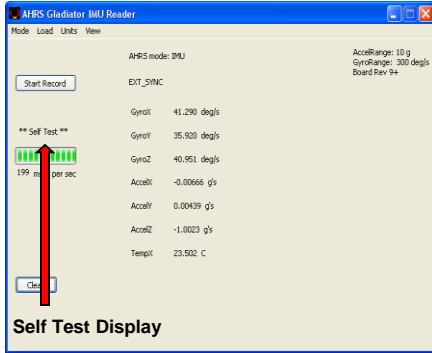 AHRS Gladiator IMU Reader
Mode Load Units View
AHRS mode: IMU
AccelRange: 10 g
GyroRange: 300 deg/s
Board Rev 9+
Start Record
EXT_SYNC
GyroX 41.290 deg/s
** Self Test **
GyroY 35.920 deg/s
GyroZ 40.951 deg/s
199 per sec
AccelX -0.00666 g's
AccelY 0.00439 g's
AccelZ -1.0023 g's
TempX 23.502 C
Self Test Display